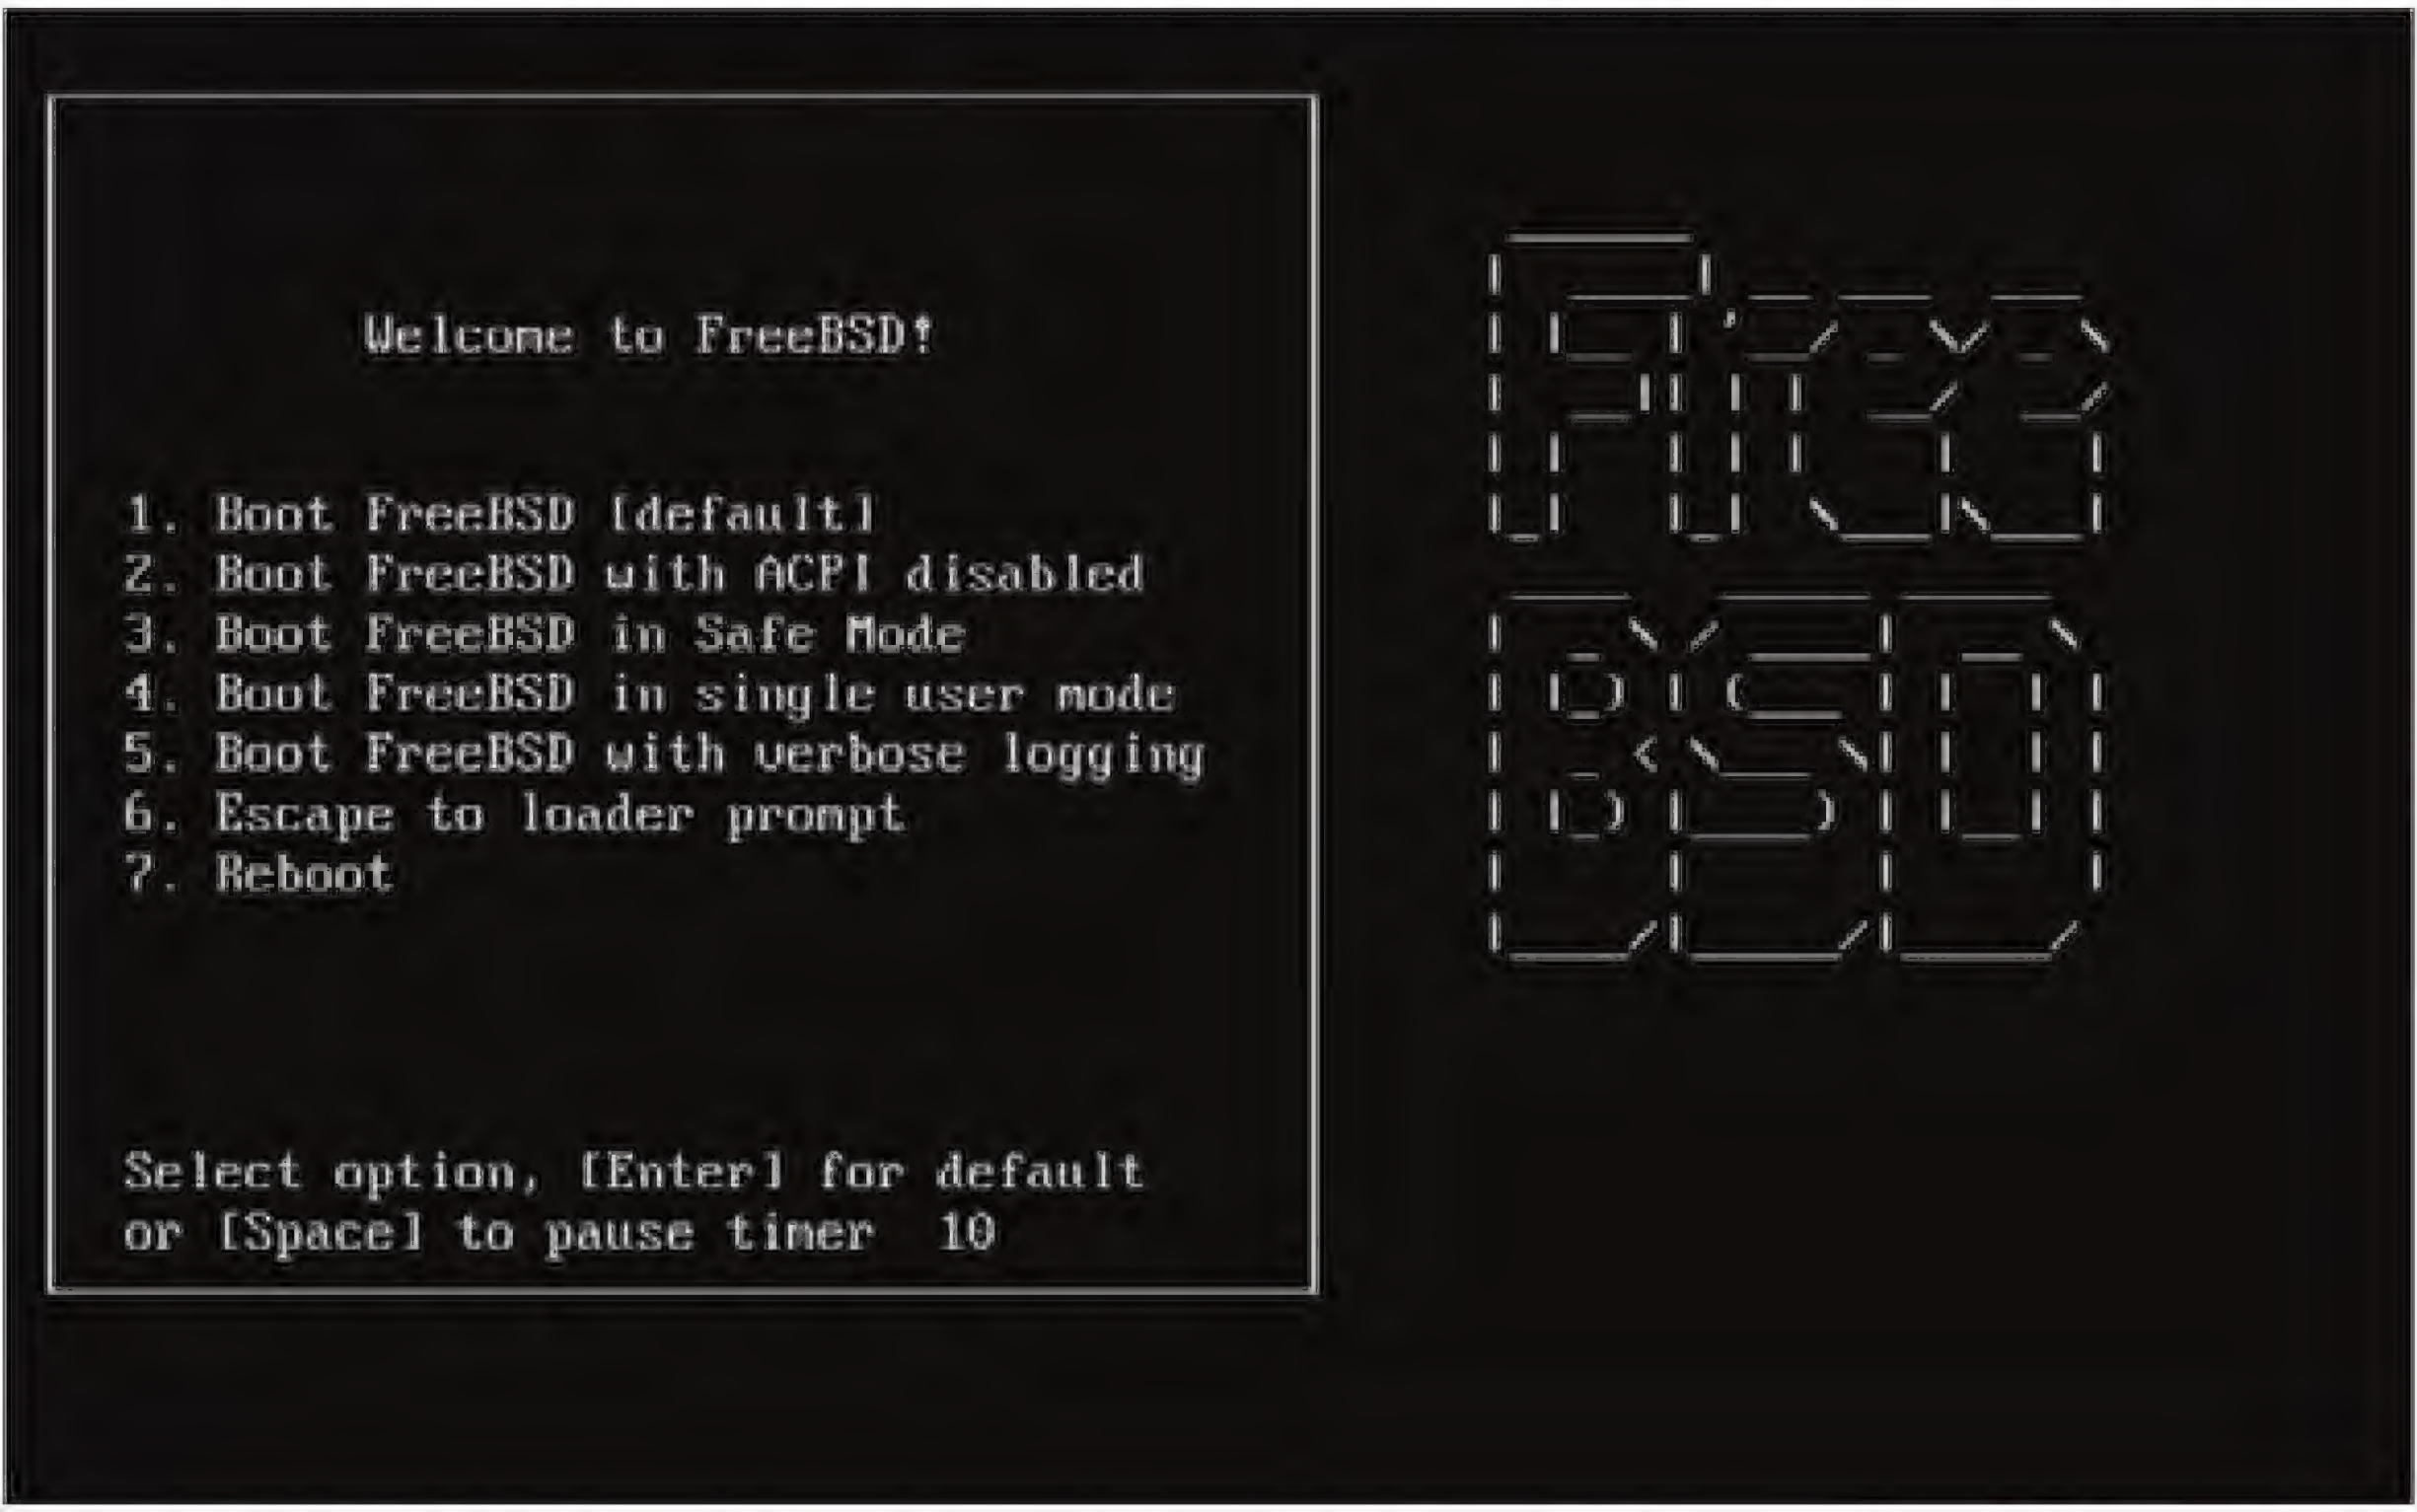 Welcome to FreeBSD!
1. Boot FreeBSD [default]
2. Boot FreeBSD with ACPI disabled
3. Boot FreeBSD in Safe Mode
4. Boot FreeBSD in single user mode
5. Boot FreeBSD with verbose logging
6. Escape to loader prompt
7. Reboot
Select option, [Enter] for default
or [Space] to pause timer  10
Free
BSD